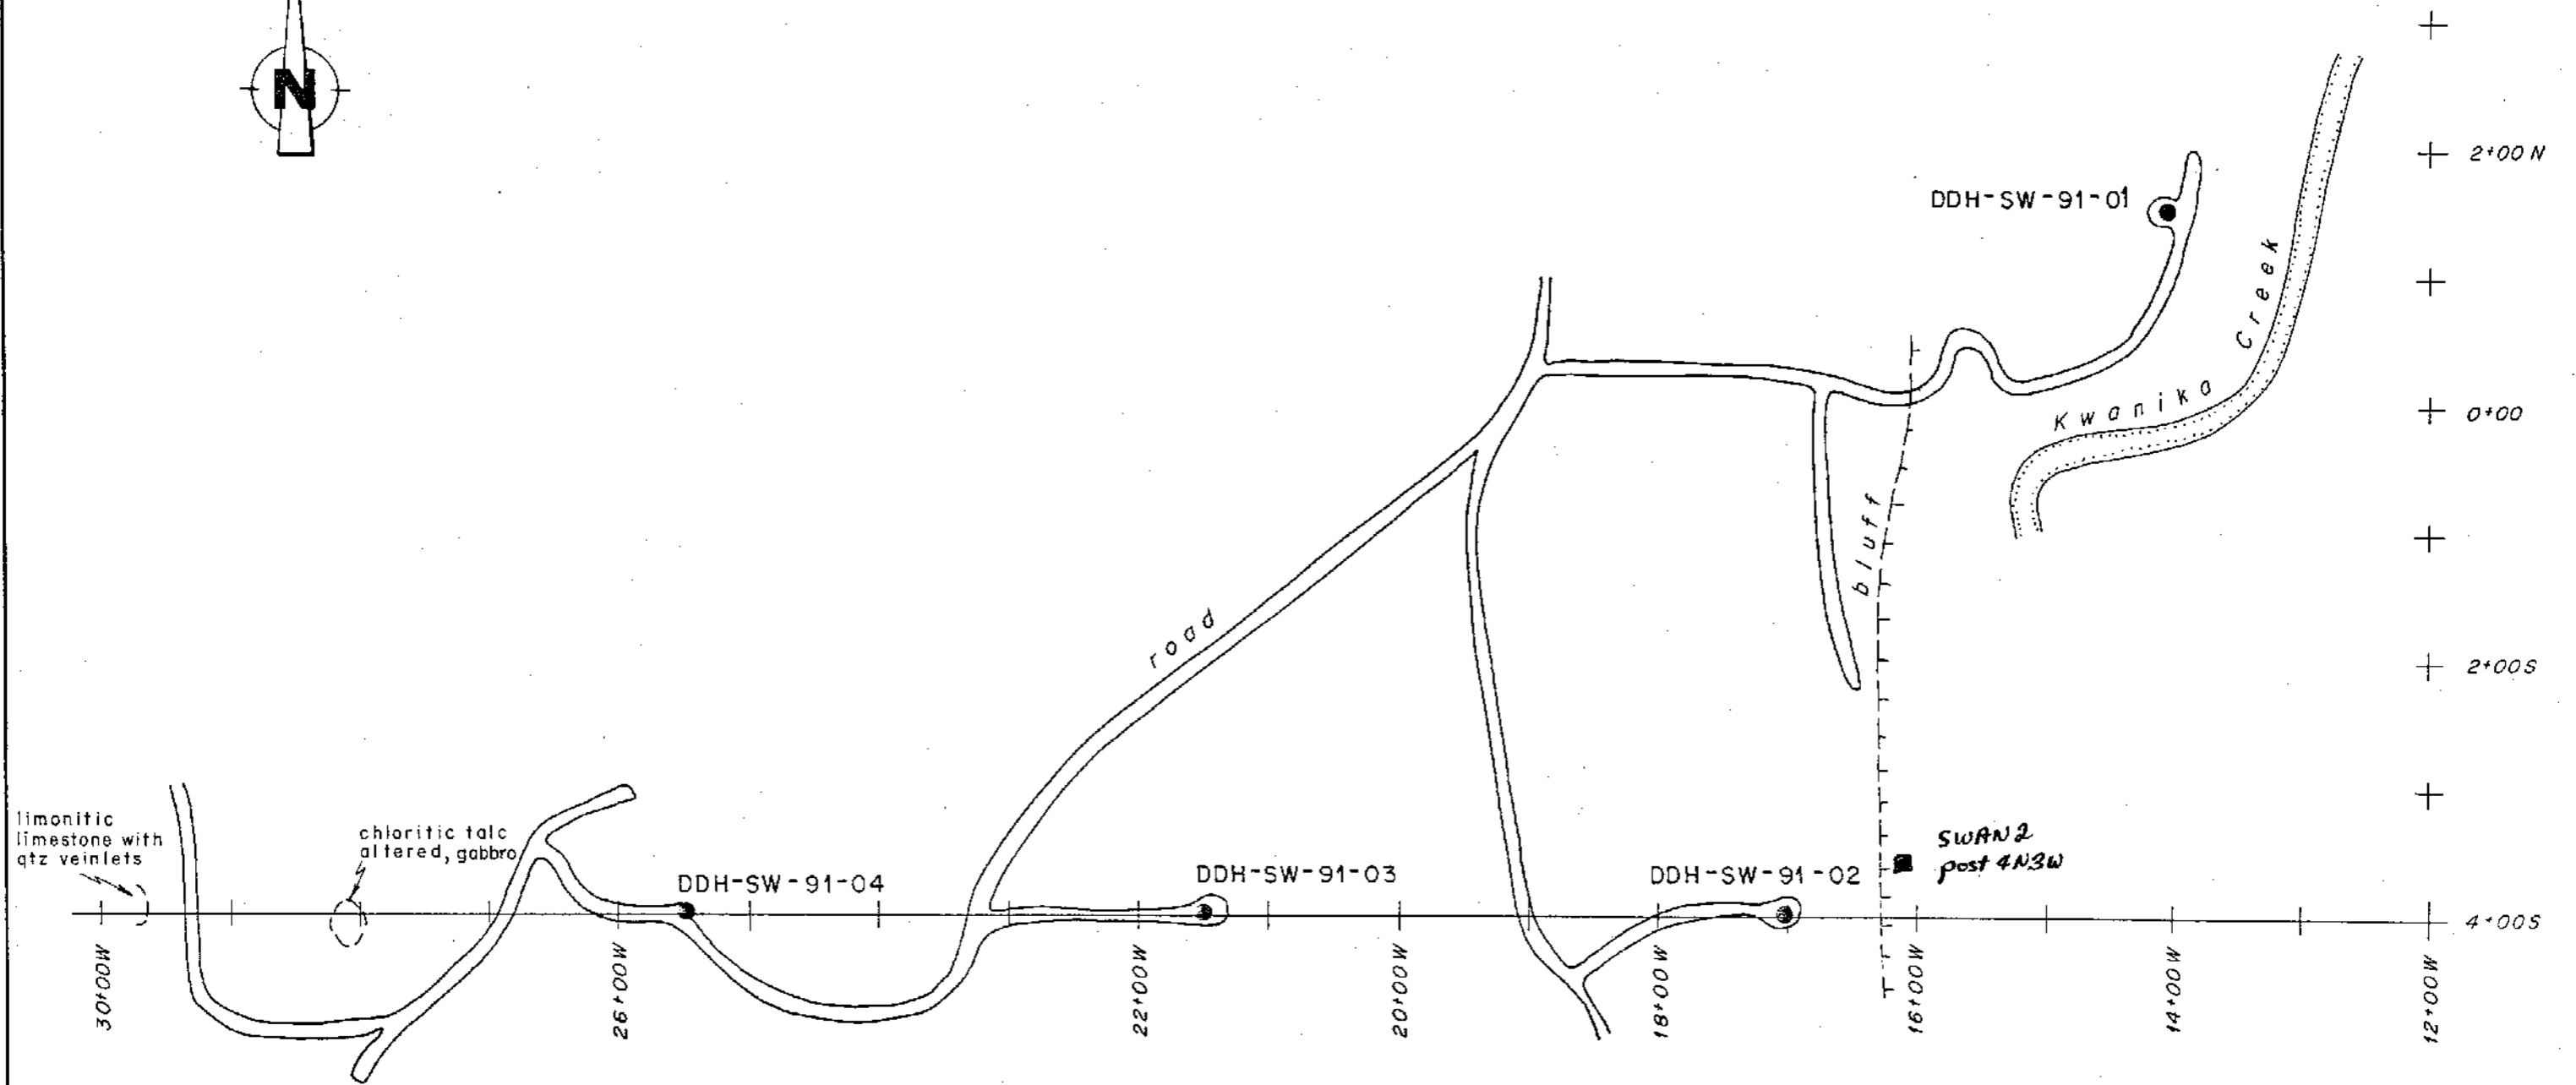 N
2+00 N
DDH-SW-91-01
Kwanika Creek
0+00
bluff
road
2+00S
limonitic
limestone with
qtz veinlets
chloritic talc
altered, gabbro
DDH-SW-91-04
DDH-SW-91-03
DDH-SW-91-02
SWAN 2
post 4N3W
4+00S
30+00W
26+00W
22+00W
20+00W
18+00W
16+00W
14+00W
12+00W